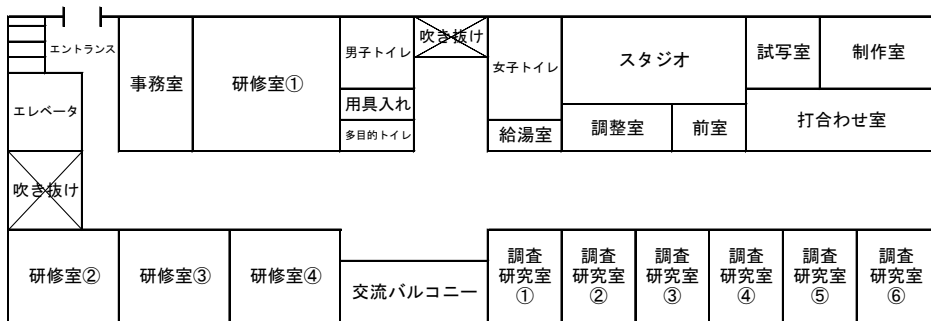 エントランス
エレベータ
吹き抜け
事務室
研修室①
男子トイレ
用具入れ
多目的トイレ
吹き抜け
女子トイレ
給湯室
スタジオ
調整室
前室
試写室
制作室
打合わせ室
研修室②
研修室③
研修室④
交流バルコニー
調査
研究室
①
調査
研究室
②
調査
研究室
③
調査
研究室
④
調査
研究室
⑤
調査
研究室
⑥